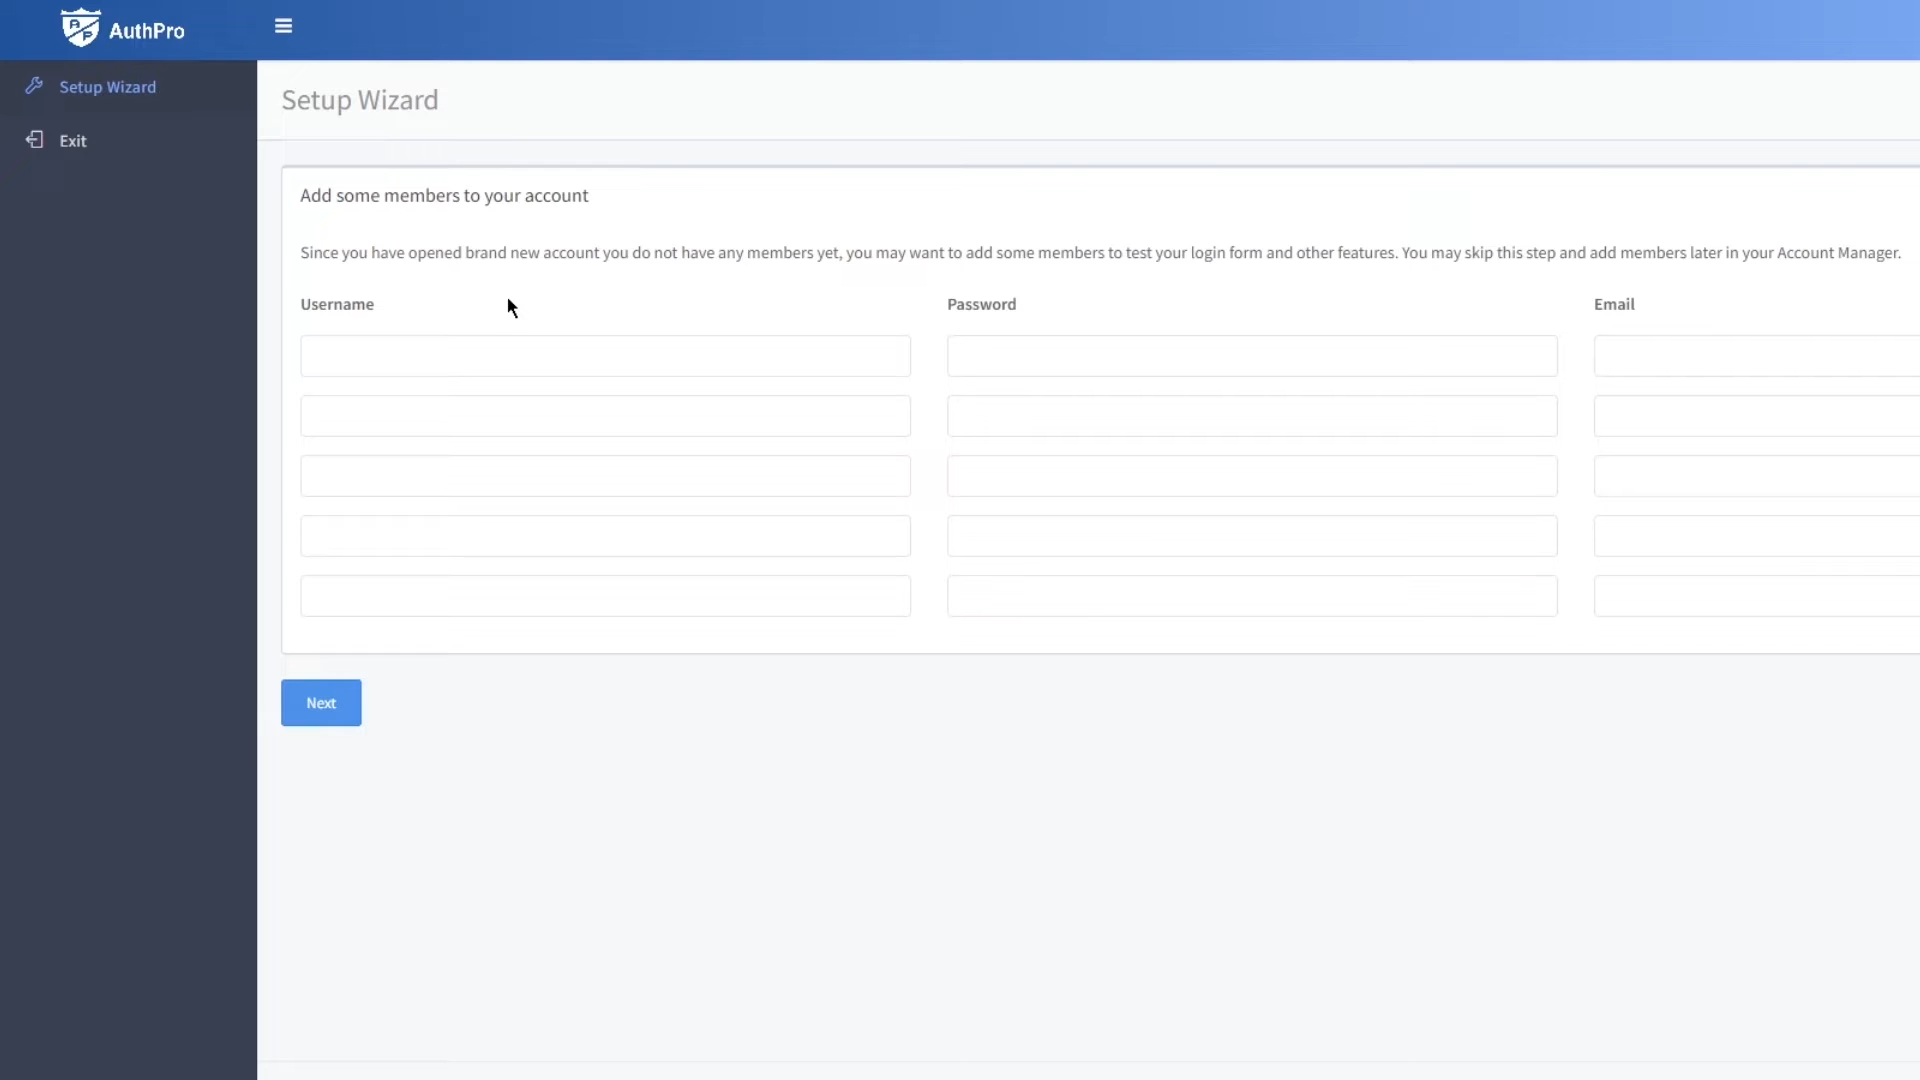 AuthPro
Setup Wizard
Exit
Setup Wizard
Add some members to your account
Since you have opened brand new account you do not have any members yet, you may want to add some members to test your login form and other features. You may skip this step and add members later in your Account Manager.
Username Password Email
Next